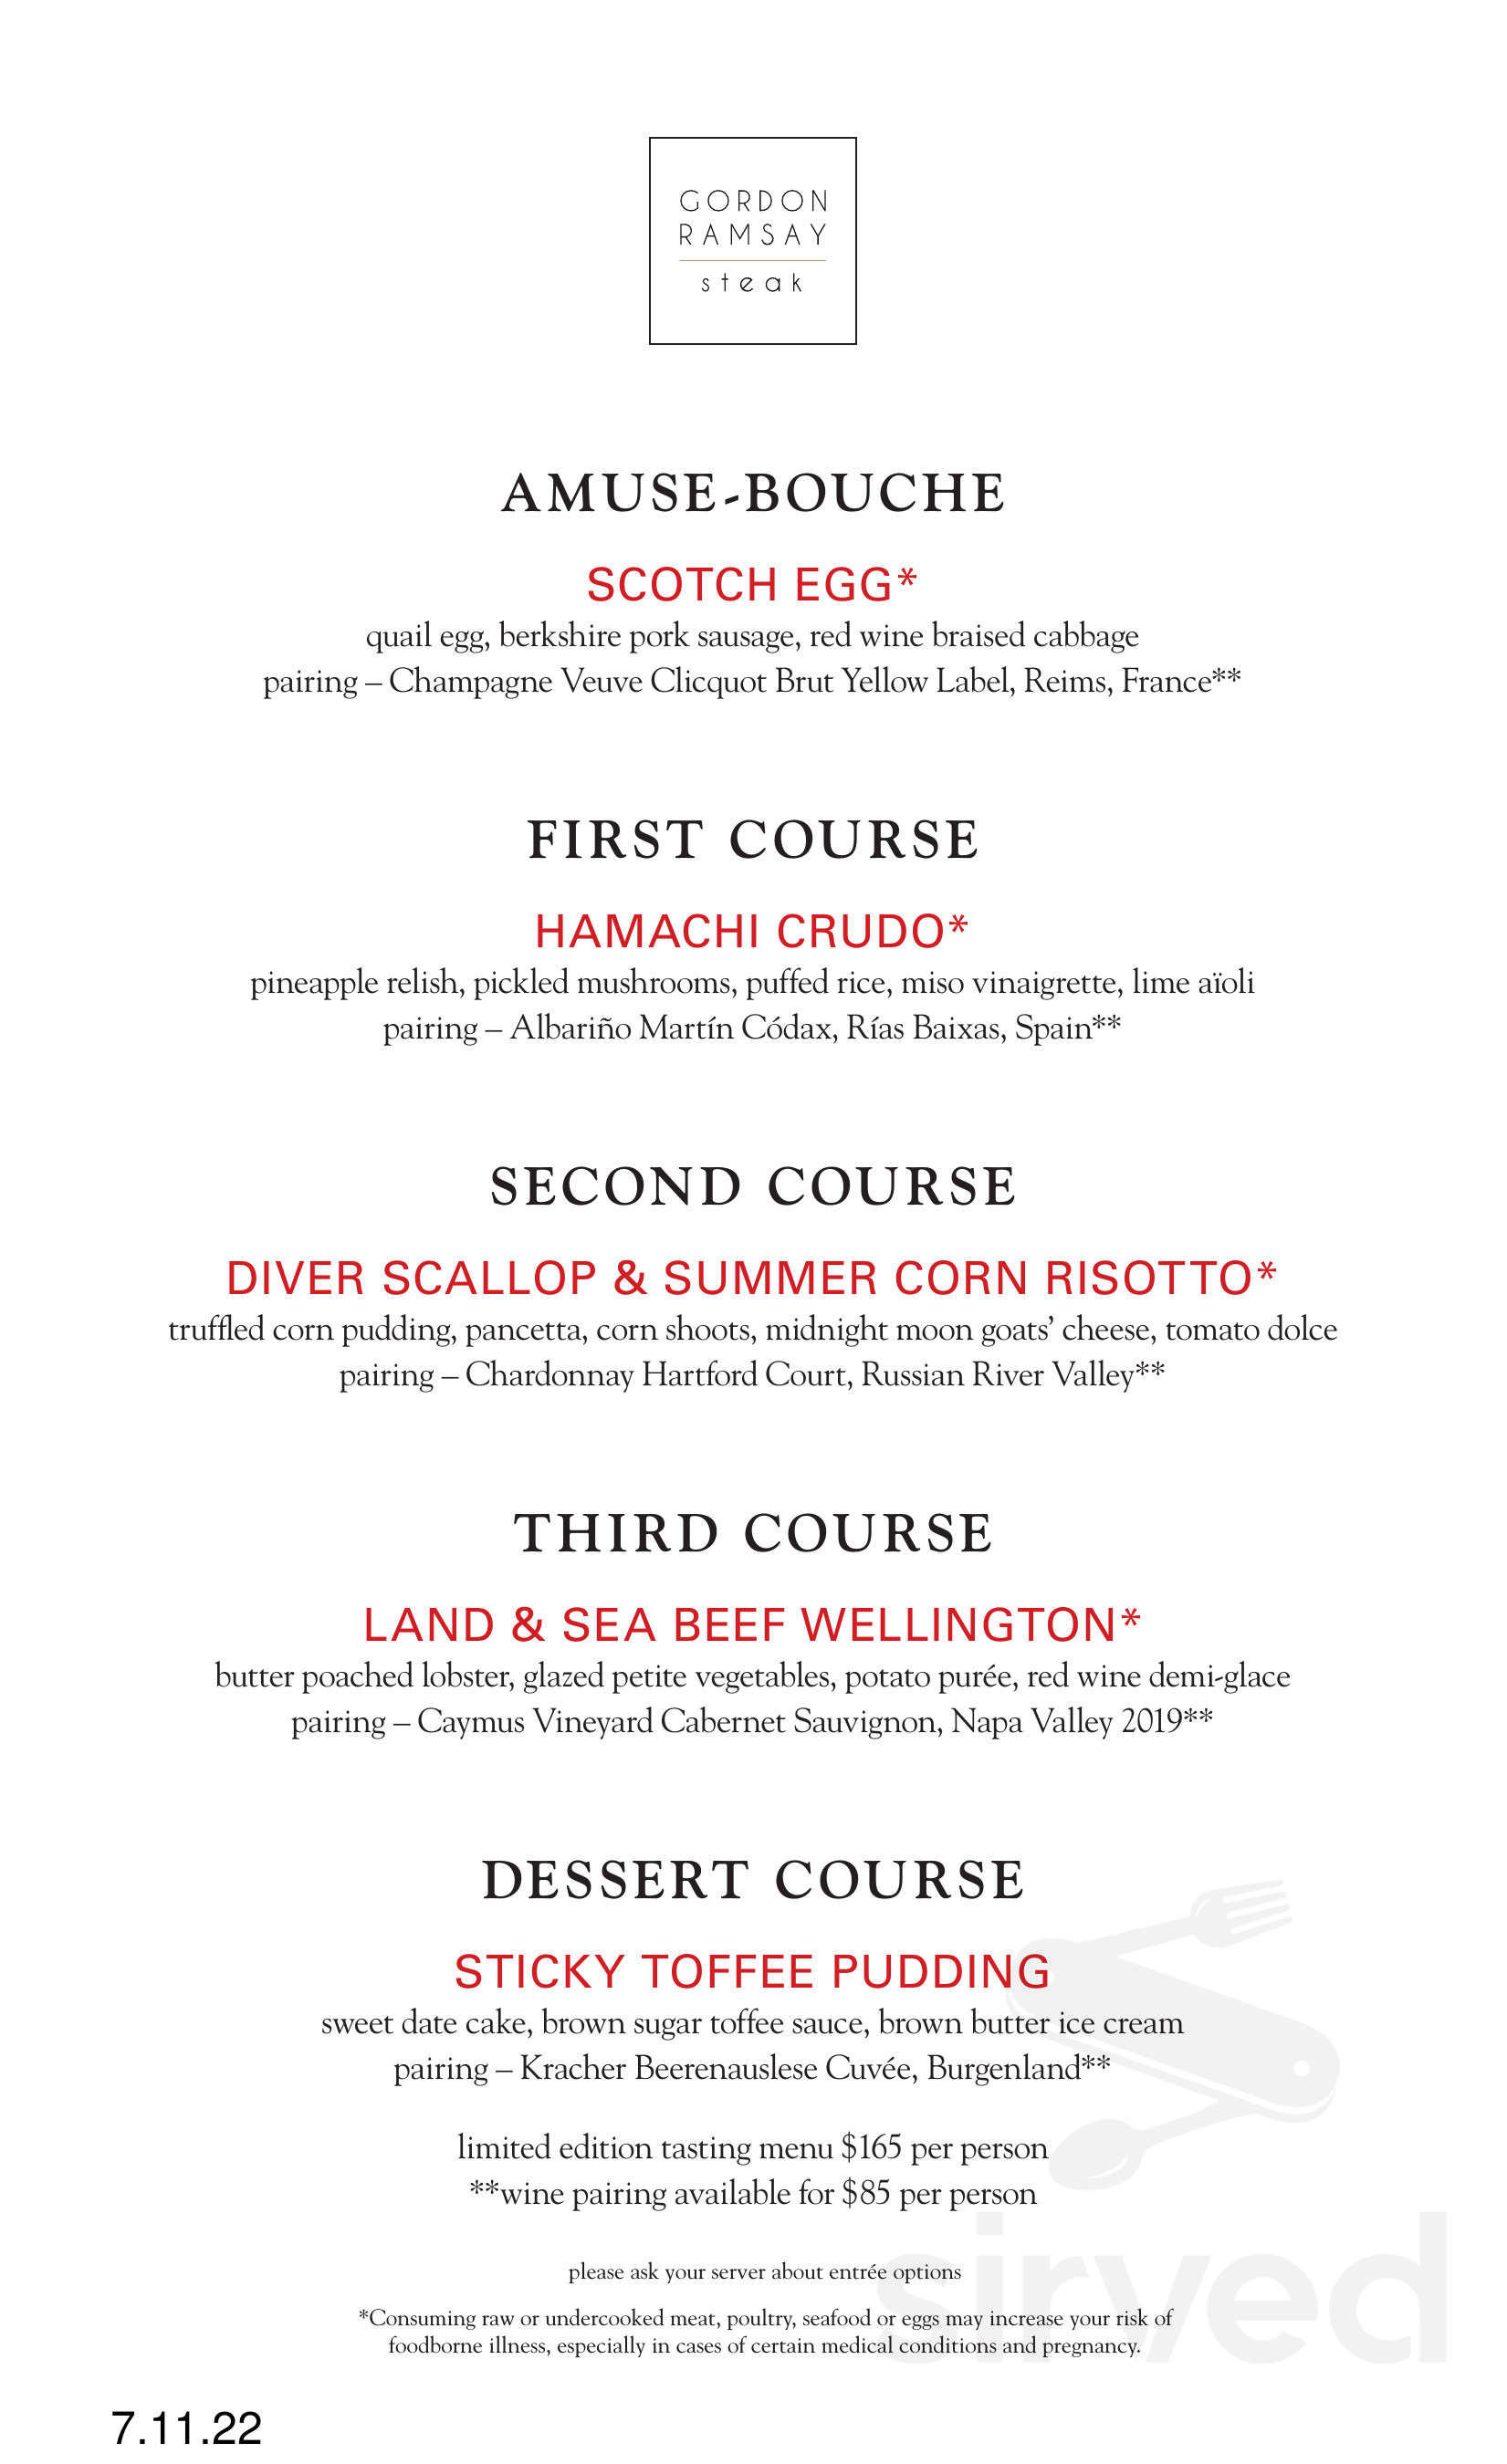 GORDON
RAMSAY
steak
AMUSE-BOUCHE
SCOTCH EGG*
quail egg, berkshire pork sausage, red wine braised cabbage
pairing – Champagne Veuve Clicquot Brut Yellow Label, Reims, France**
FIRST COURSE
HAMACHI CRUDO*
pineapple relish, pickled mushrooms, puffed rice, miso vinaigrette, lime aïoli
pairing – Albariño Martín Códax, Rías Baixas, Spain**
SECOND COURSE
DIVER SCALLOP & SUMMER CORN RISOTTO*
truffled corn pudding, pancetta, corn shoots, midnight moon goats’ cheese, tomato dolce
pairing – Chardonnay Hartford Court, Russian River Valley**
THIRD COURSE
LAND & SEA BEEF WELLINGTON*
butter poached lobster, glazed petite vegetables, potato purée, red wine demi-glace
pairing – Caymus Vineyard Cabernet Sauvignon, Napa Valley 2019**
DESSERT COURSE
STICKY TOFFEE PUDDING
sweet date cake, brown sugar toffee sauce, brown butter ice cream
pairing – Kracher Beerenauslese Cuvée, Burgenland**
limited edition tasting menu $165 per person
**wine pairing available for $85 per person
please ask your server about entrée options
*Consuming raw or undercooked meat, poultry, seafood or eggs may increase your risk of
foodborne illness, especially in cases of certain medical conditions and pregnancy.
sirved
7.11.22